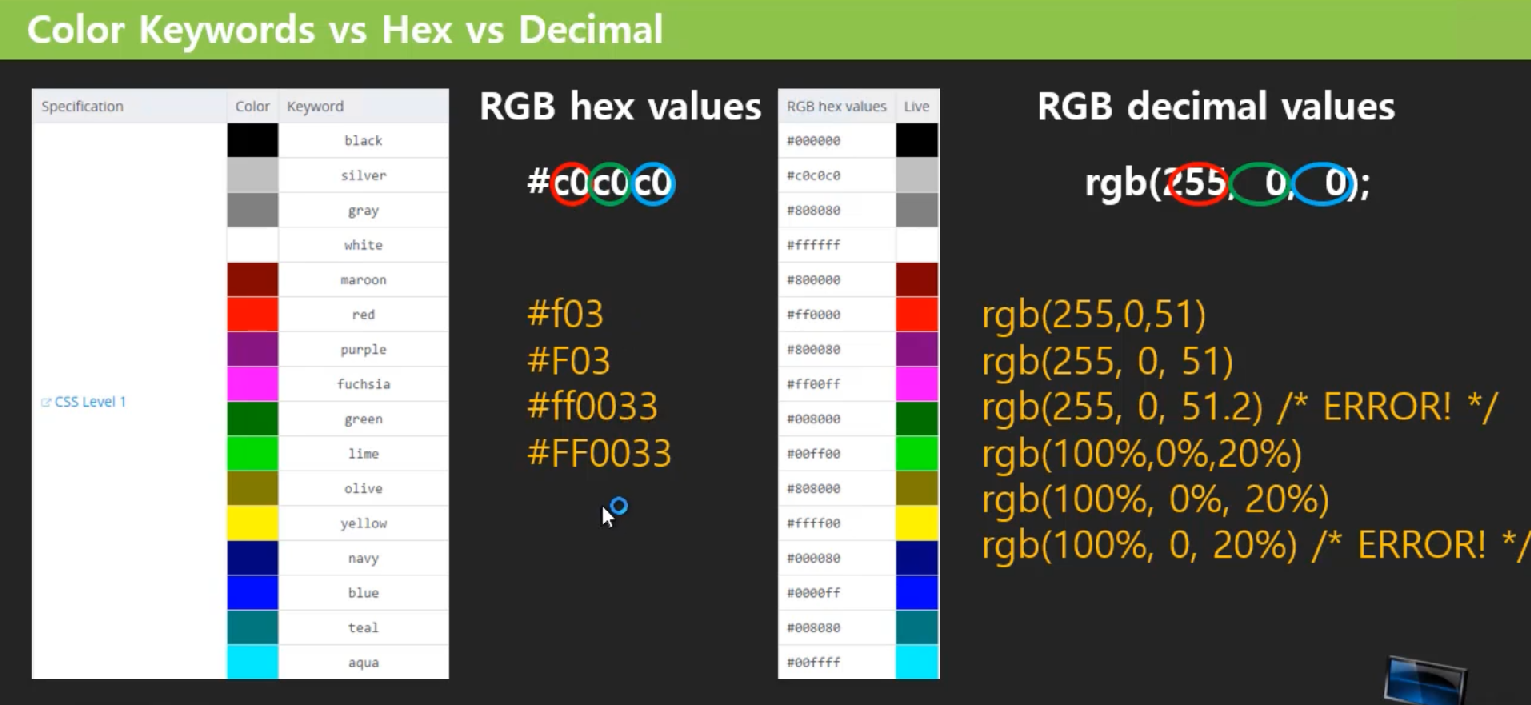 Color Keywords vs Hex vs Decimal
Specification Color Keyword
black
silver
gray
white
maroon
red
purple
fuchsia
CSS Level 1
green
lime
olive
yellow
navy
blue
teal
aqua
RGB hex values
#c0c0c0
#f03
#F03
#ff0033
#FF0033
RGB hex values Live
#000000
#c0c0c0
#808080
#ffffff
#800000
#ff0000
#800080
#ff00ff
#008000
#00ff00
#808000
#ffff00
#000080
#0000ff
#008080
#00ffff
RGB decimal values
rgb(255, 0, 0);
rgb(255,0,51)
rgb(255, 0, 51)
rgb(255, 0, 51.2) /* ERROR! */
rgb(100%,0%,20%)
rgb(100%, 0%, 20%)
rgb(100%, 0, 20%) /* ERROR! */